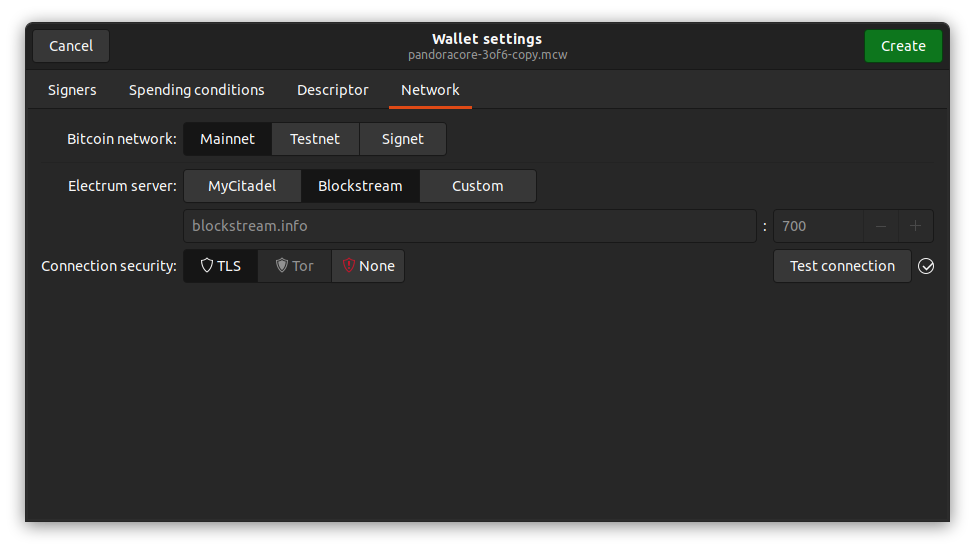 Cancel
Wallet settings
pandoracore-3of6-copy.mcw
Create
Signers Spending conditions Descriptor Network
Bitcoin network: Mainnet Testnet Signet
Electrum server: MyCitadel Blockstream Custom
blockstream.info : 700 − +
Connection security: TLS Tor None Test connection